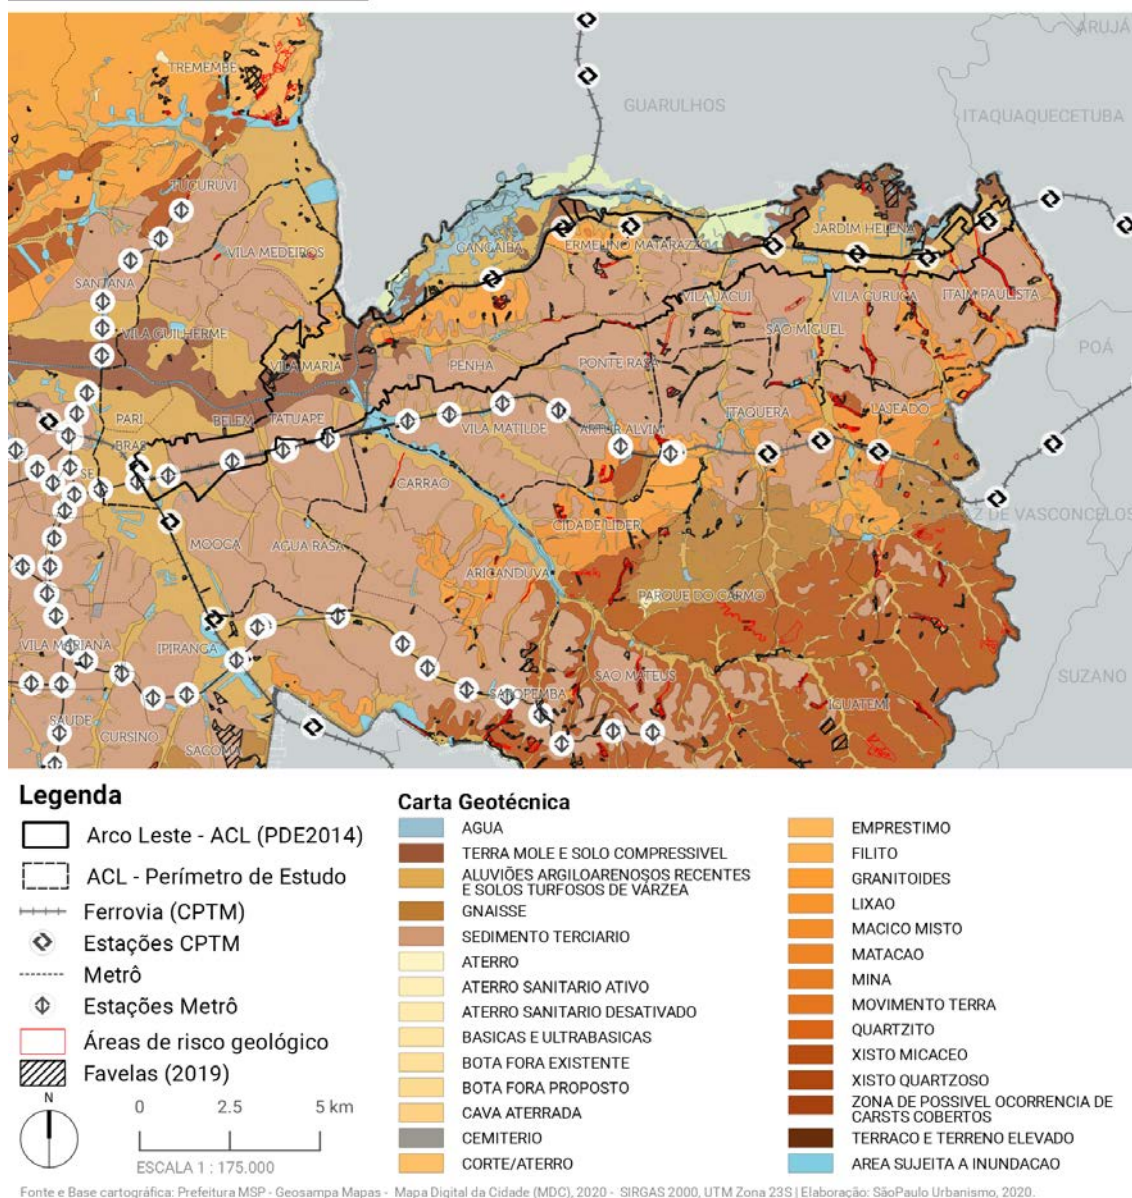 ARUJÁ
TREMEMBE
GUARULHOS
ITAQUAQUECETUBA
TUCURUVI
VILA MEDEIROS
CANGAIBA
ERMELINO MATARAZZO
JARDIM HELENA
SANTANA
VILA JACUI
VILA CURUCA
ITAIM PAULISTA
VILA GUILHERME
SAO MIGUEL
POÁ
VILA MARIA
PENHA
PONTE RASA
PARI
BELEM
TATUAPE
ITAQUERA
LAJEADO
BRAS
VILA MATILDE
ARTUR ALVIM
SE
CARRAO
MOOCA
AGUA RASA
CIDADE LIDER
AZ DE VASCONCELOS
ARICANDUVA
PARQUE DO CARMO
VILA MARIANA
IPIRANGA
SAO MATEUS
SUZANO
SAPOPEMBA
IGUATEMI
SAUDE
CURSINO
SACOMA
Legenda
Arco Leste - ACL (PDE2014)
ACL - Perímetro de Estudo
Ferrovia (CPTM)
Estações CPTM
Metrô
Estações Metrô
Áreas de risco geológico
Favelas (2019)
N
0 2.5 5 km
ESCALA 1 : 175.000
Carta Geotécnica
AGUA
TERRA MOLE E SOLO COMPRESSIVEL
ALUVIÕES ARGILOARENOSOS RECENTES
E SOLOS TURFOSOS DE VÁRZEA
GNAISSE
SEDIMENTO TERCIARIO
ATERRO
ATERRO SANITARIO ATIVO
ATERRO SANITARIO DESATIVADO
BASICAS E ULTRABASICAS
BOTA FORA EXISTENTE
BOTA FORA PROPOSTO
CAVA ATERRADA
CEMITERIO
CORTE/ATERRO
EMPRESTIMO
FILITO
GRANITOIDES
LIXAO
MACICO MISTO
MATACAO
MINA
MOVIMENTO TERRA
QUARTZITO
XISTO MICACEO
XISTO QUARTZOSO
ZONA DE POSSIVEL OCORRENCIA DE
CARSTS COBERTOS
TERRACO E TERRENO ELEVADO
AREA SUJEITA A INUNDACAO
Fonte e Base cartográfica: Prefeitura MSP - Geosampa Mapas - Mapa Digital da Cidade (MDC), 2020 - SIRGAS 2000, UTM Zona 23S | Elaboração: SãoPaulo Urbanismo, 2020.